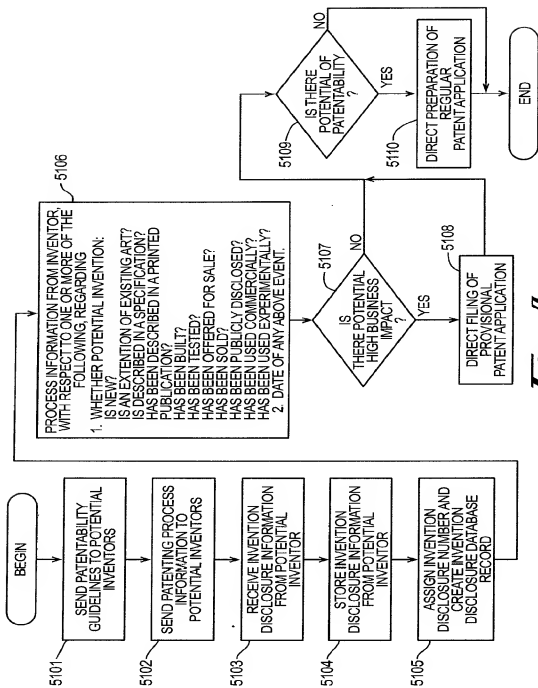 BEGIN
5101
SEND PATENTABILITY
GUIDELINES TO POTENTIAL
INVENTORS
5102
SEND PATENTING PROCESS
INFORMATION TO
POTENTIAL INVENTORS
5103
RECEIVE INVENTION
DISCLOSURE INFORMATION
FROM POTENTIAL
INVENTOR
5104
STORE INVENTION
DISCLOSURE INFORMATION
FROM POTENTIAL
INVENTOR
5105
ASSIGN INVENTION
DISCLOSURE NUMBER AND
CREATE INVENTION
DISCLOSURE DATABASE
RECORD
5106
PROCESS INFORMATION FROM INVENTOR,
WITH RESPECT TO ONE OR MORE OF THE
FOLLOWING, REGARDING
1. WHETHER POTENTIAL INVENTION:
IS NEW?
IS AN EXTENTION OF EXISTING ART?
IS DESCRIBED IN A SPECIFICATION?
HAS BEEN DESCRIBED IN A PRINTED
PUBLICATION?
HAS BEEN BUILT?
HAS BEEN TESTED?
HAS BEEN OFFERED FOR SALE?
HAS BEEN SOLD?
HAS BEEN PUBLICLY DISCLOSED?
HAS BEEN USED COMMERCIALLY?
HAS BEEN USED EXPERIMENTALLY?
2. DATE OF ANY ABOVE EVENT.
5107
IS
THERE POTENTIAL
HIGH BUSINESS
IMPACT
?
NO
YES
5108
DIRECT FILING OF
PROVISIONAL
PATENT APPLICATION
5109
IS THERE
POTENTIAL OF
PATENTABILITY
?
NO
YES
5110
DIRECT PREPARATION OF
REGULAR
PATENT APPLICATION
END